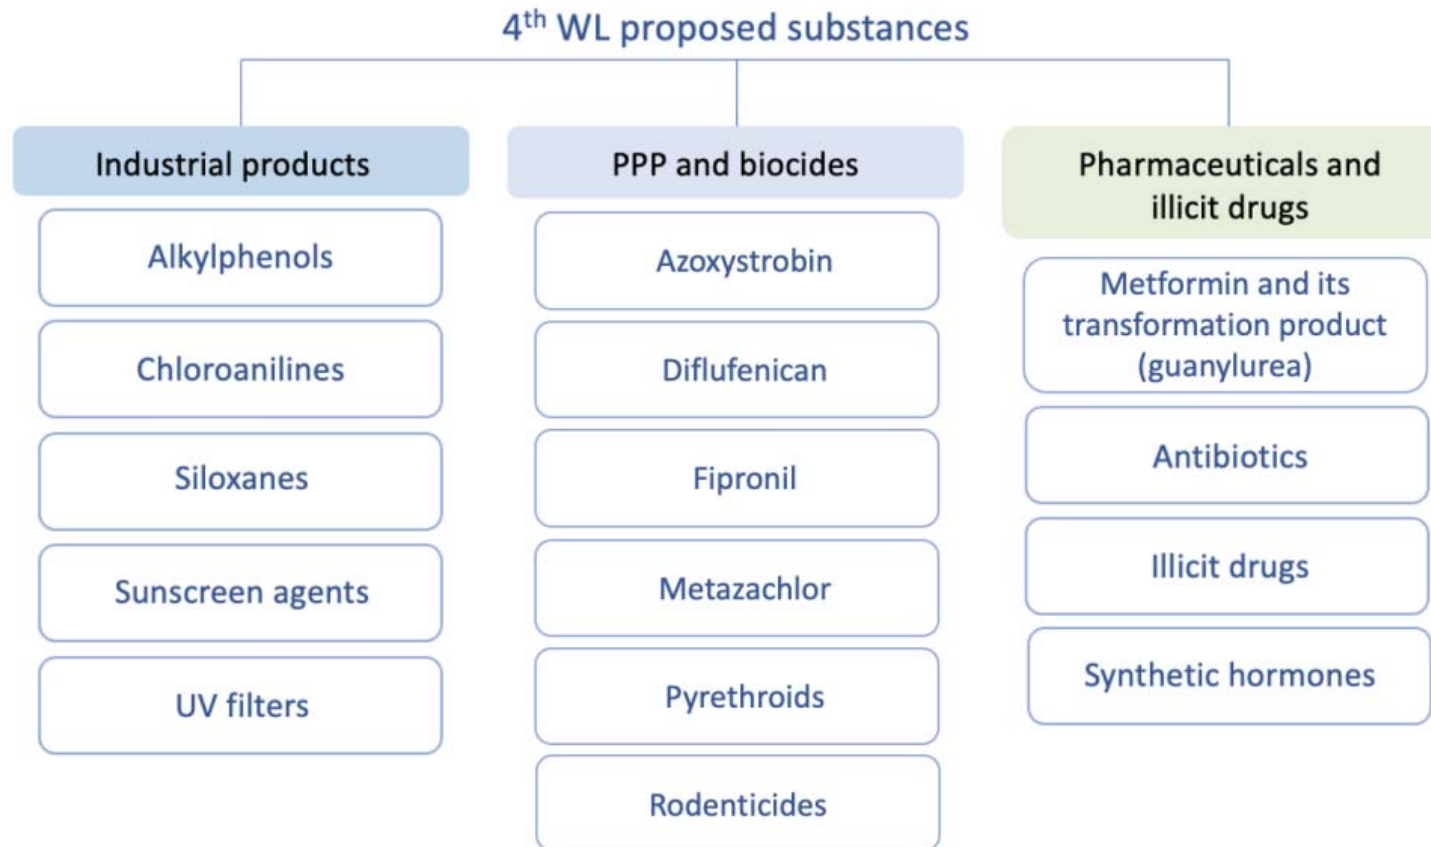 4th WL proposed substances
Industrial products
Alkylphenols
Chloroanilines
Siloxanes
Sunscreen agents
UV filters
PPP and biocides
Azoxystrobin
Diflufenican
Fipronil
Metazachlor
Pyrethroids
Rodenticides
Pharmaceuticals and
illicit drugs
Metformin and its
transformation product
(guanylurea)
Antibiotics
Illicit drugs
Synthetic hormones